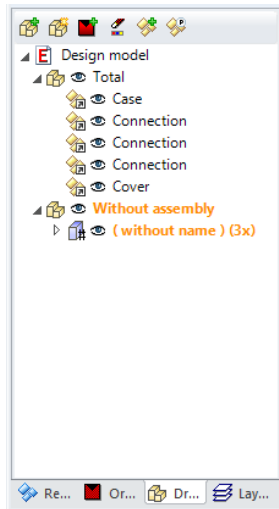 Design model
Total
Case
Connection
Connection
Connection
Cover
Without assembly
( without name ) (3x)
Re... Or... Dr... Lay...